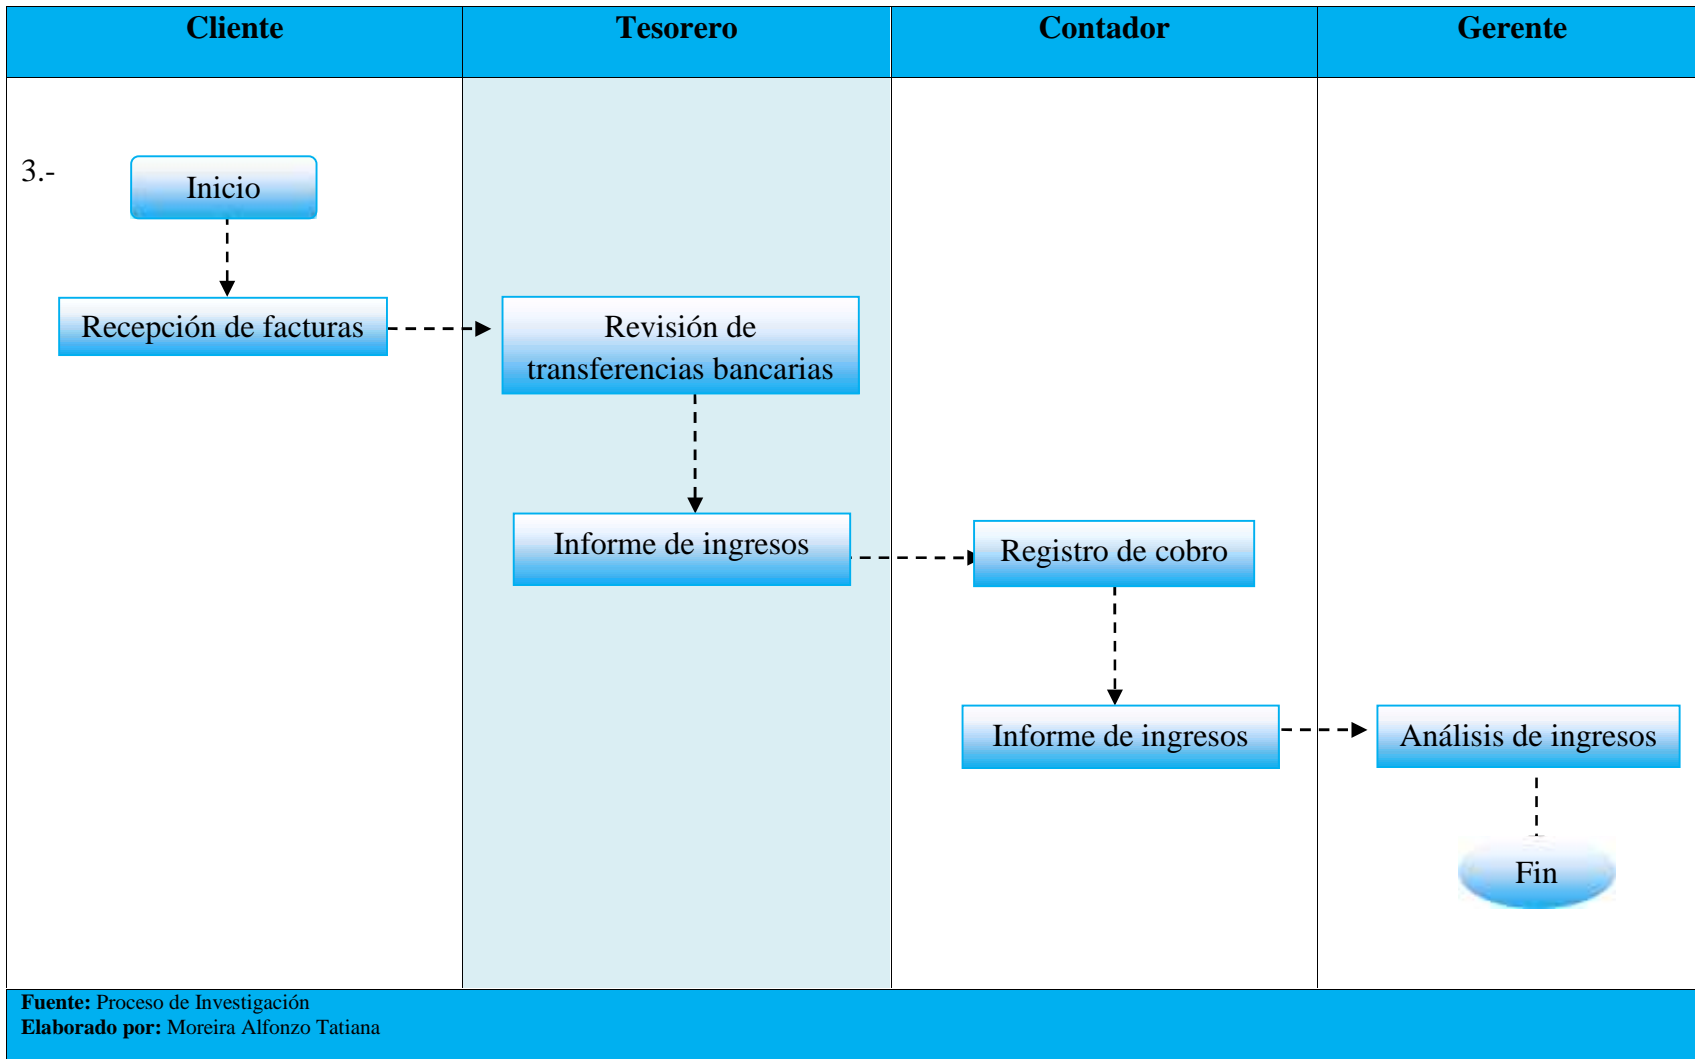 Cliente
Tesorero
Contador
Gerente
3.-
Inicio
Recepción de facturas
Revisión de
transferencias bancarias
Informe de ingresos
Registro de cobro
Informe de ingresos
Análisis de ingresos
Fin
Fuente: Proceso de Investigación
Elaborado por: Moreira Alfonzo Tatiana